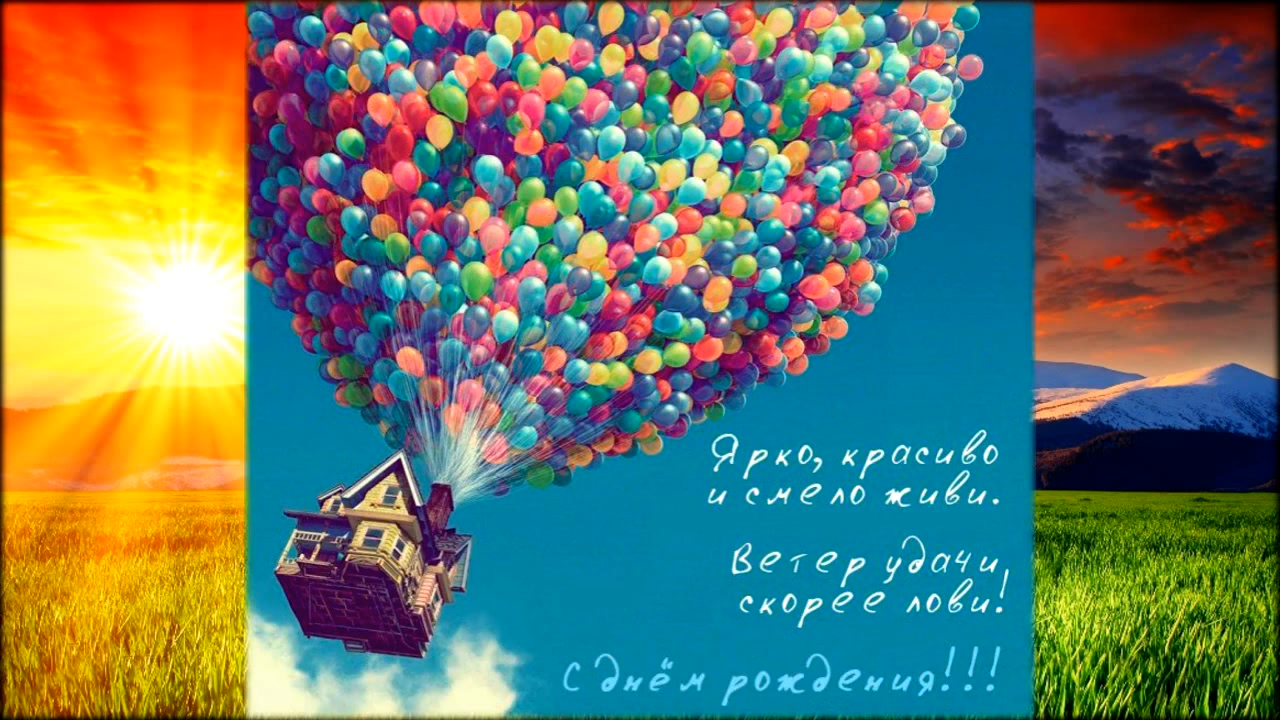 Ярко, красиво
и смело живи.
Ветер удачи
скорее лови!
С днём рождения!!!